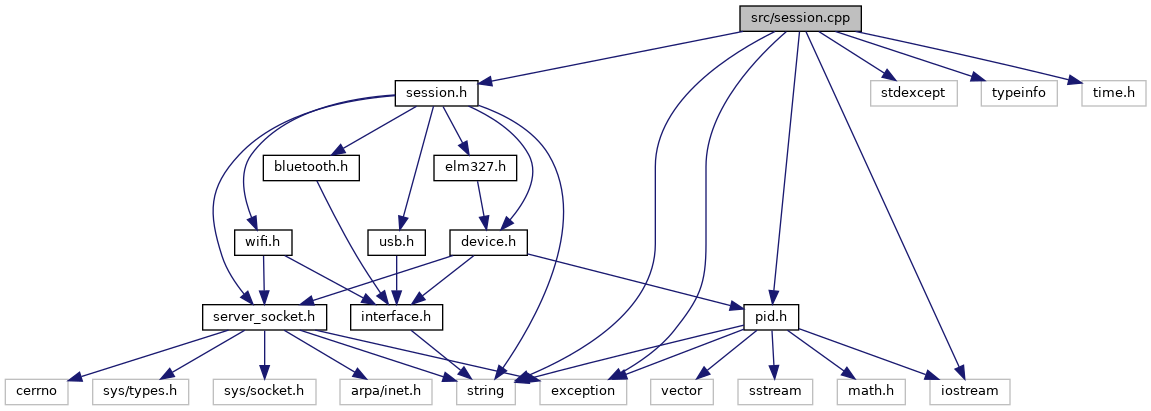 src/session.cpp
session.h
stdexcept
typeinfo
time.h
bluetooth.h
elm327.h
wifi.h
usb.h
device.h
server_socket.h
interface.h
pid.h
cerrno
sys/types.h
sys/socket.h
arpa/inet.h
string
exception
vector
sstream
math.h
iostream